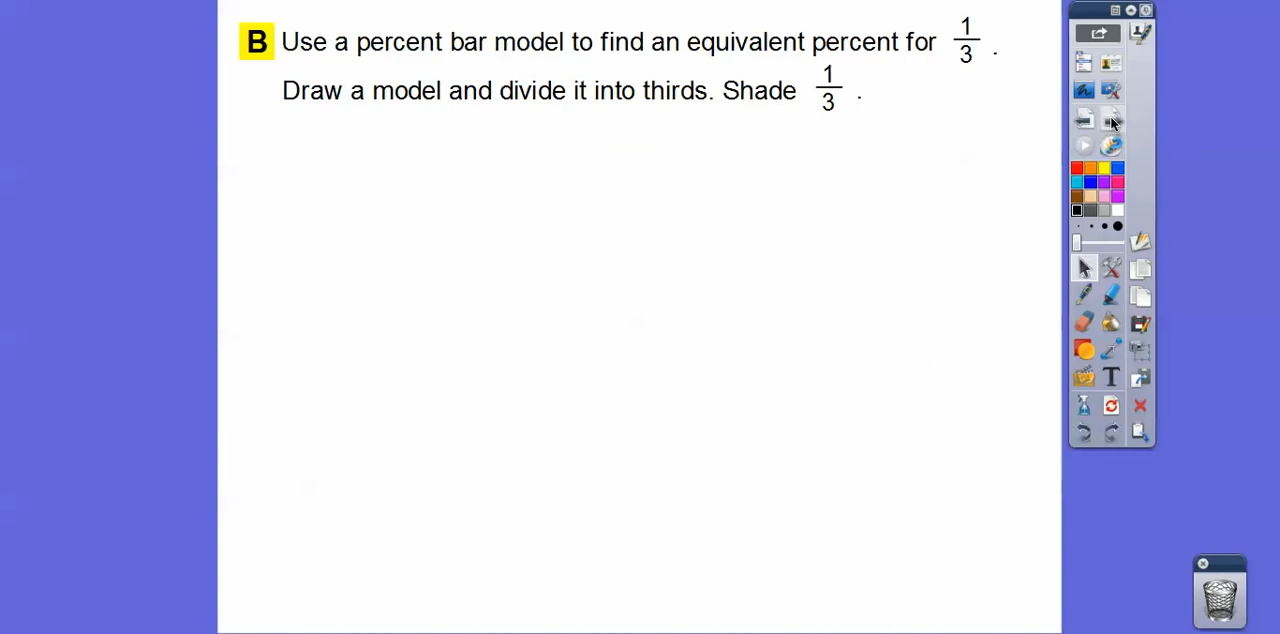 B Use a percent bar model to find an equivalent percent for 1/3 .
Draw a model and divide it into thirds. Shade 1/3 .
T